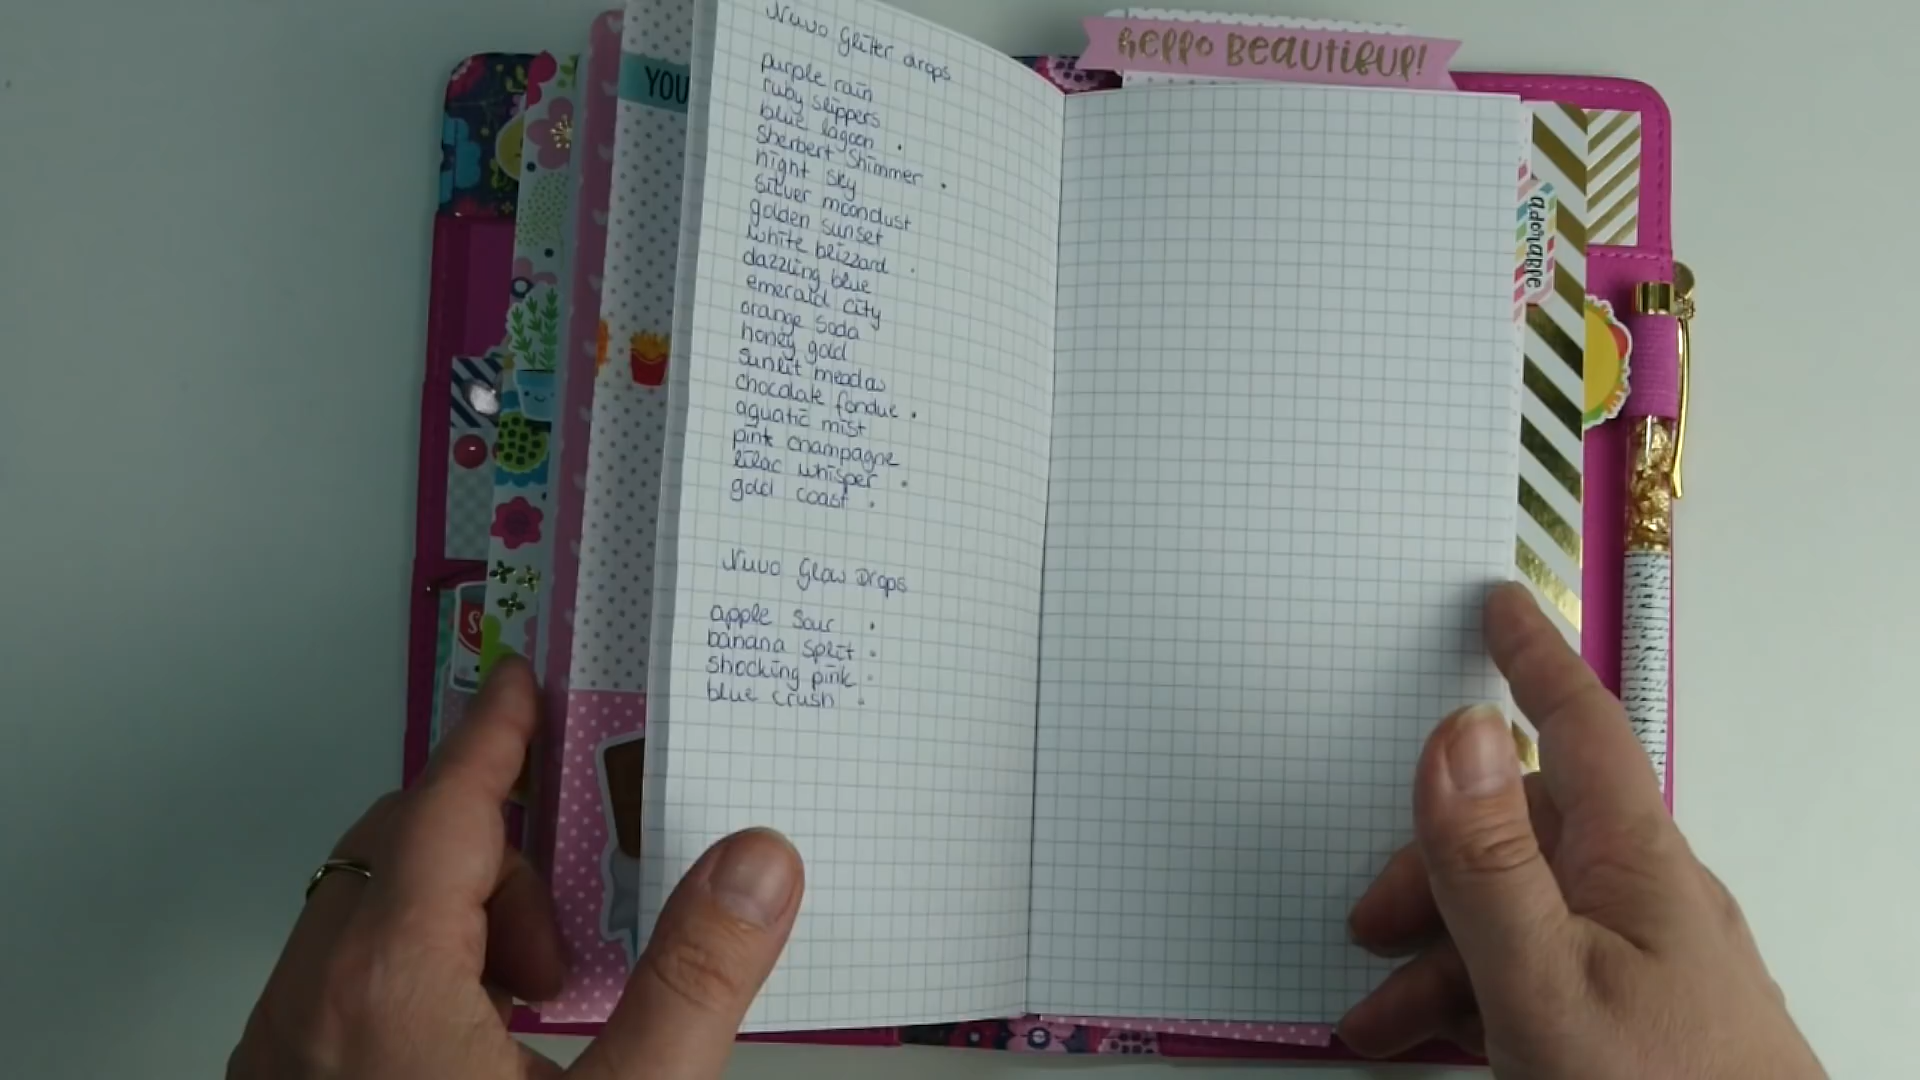 Nuvo Glitter drops
purple rain
ruby slippers
blue lagoon .
Sherbert Shimmer .
night sky
silver moondust
golden sunset
white blizzard .
dazzling blue
emerald city
orange soda
honey gold
Sunlit meadow
chocolate fondue .
aquatic mist
pink champagne
lilac whisper .
gold coast .
Nuvo Glow Drops
apple Sour .
banana split .
shocking pink .
blue crush .
YOU
hello BEAUTIFUL!
adorable